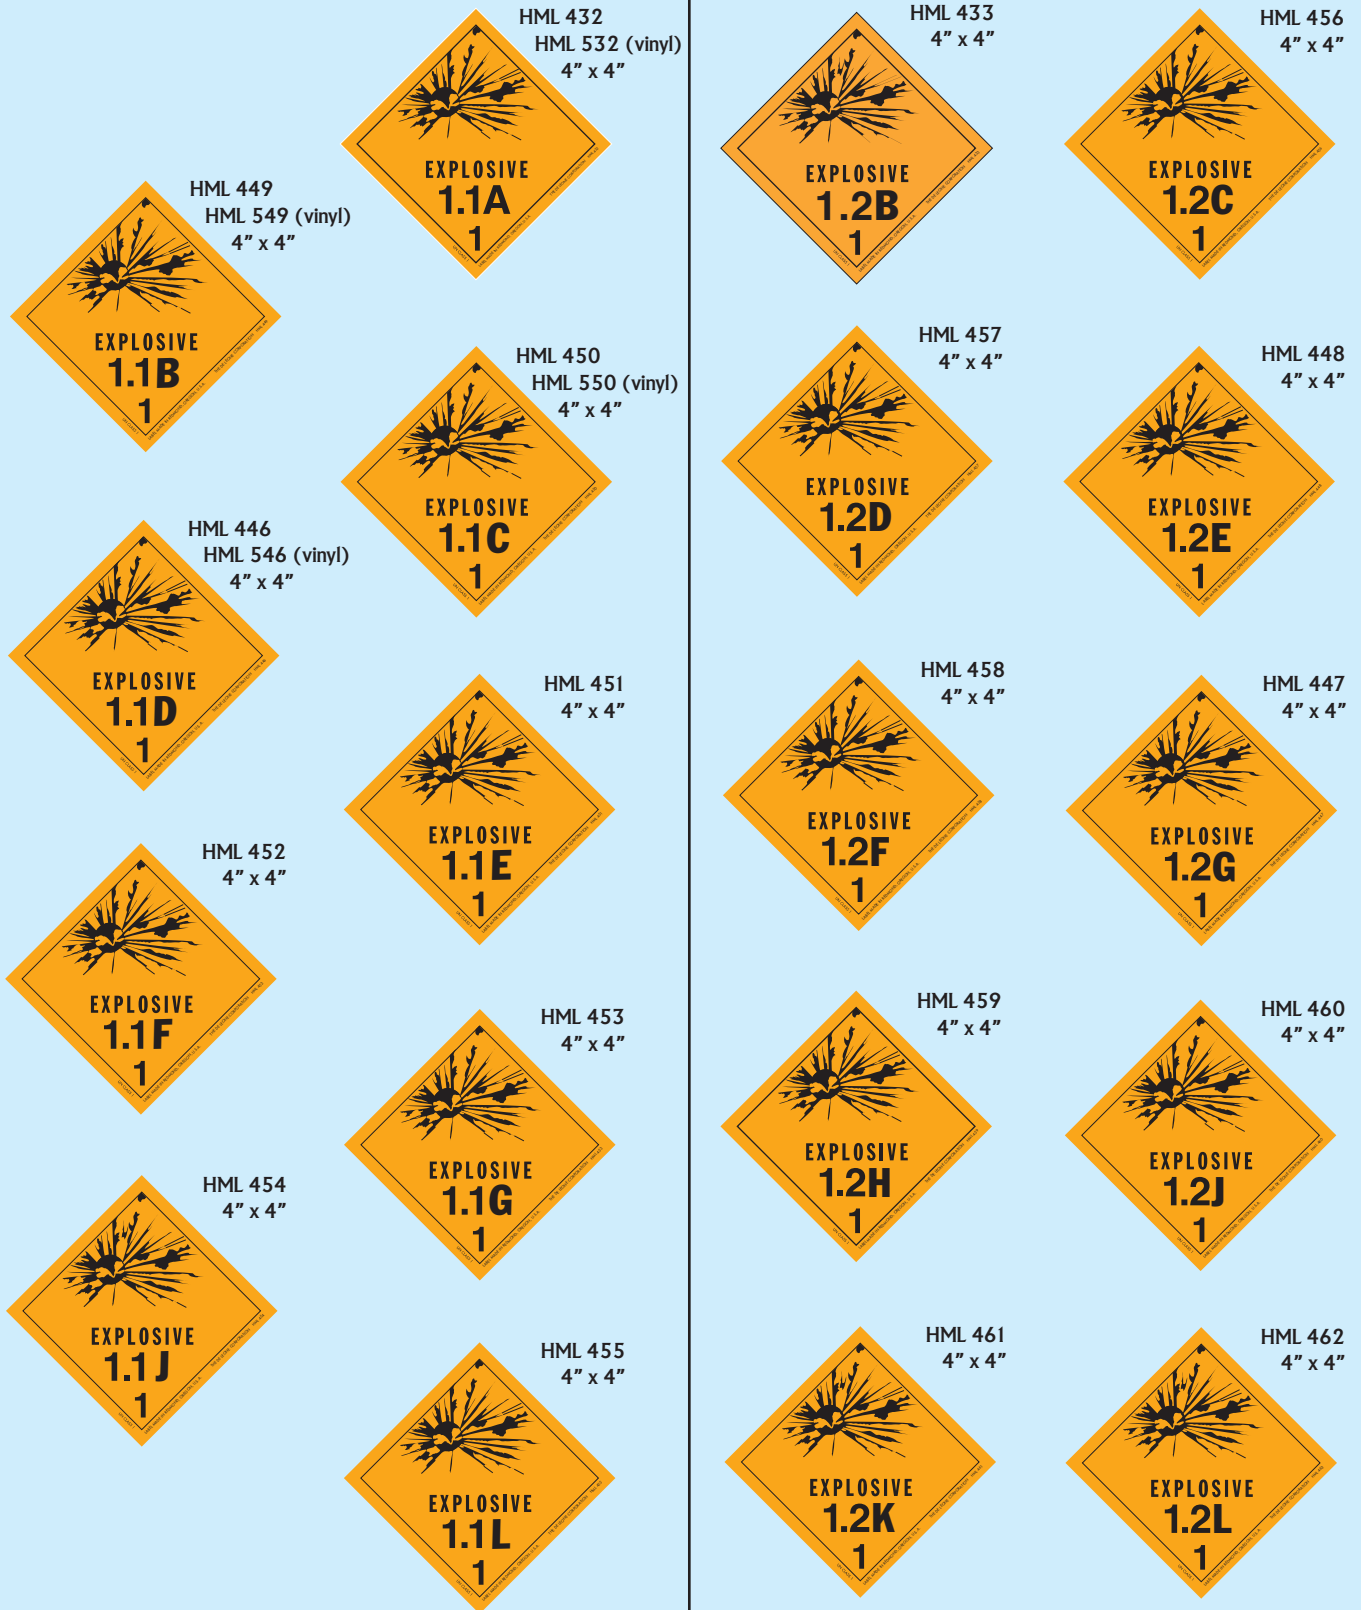 HML 432
HML 532 (vinyl)
4” x 4”
EXPLOSIVE
1.1A
1
HML 449
HML 549 (vinyl)
4” x 4”
EXPLOSIVE
1.1B
1
HML 450
HML 550 (vinyl)
4” x 4”
EXPLOSIVE
1.1C
1
HML 446
HML 546 (vinyl)
4” x 4”
EXPLOSIVE
1.1D
1
HML 451
4” x 4”
EXPLOSIVE
1.1E
1
HML 452
4” x 4”
EXPLOSIVE
1.1F
1
HML 453
4” x 4”
EXPLOSIVE
1.1G
1
HML 454
4” x 4”
EXPLOSIVE
1.1J
1
HML 455
4” x 4”
EXPLOSIVE
1.1L
1
HML 433
4” x 4”
EXPLOSIVE
1.2B
1
HML 456
4” x 4”
EXPLOSIVE
1.2C
1
HML 457
4” x 4”
EXPLOSIVE
1.2D
1
HML 448
4” x 4”
EXPLOSIVE
1.2E
1
HML 458
4” x 4”
EXPLOSIVE
1.2F
1
HML 447
4” x 4”
EXPLOSIVE
1.2G
1
HML 459
4” x 4”
EXPLOSIVE
1.2H
1
HML 460
4” x 4”
EXPLOSIVE
1.2J
1
HML 461
4” x 4”
EXPLOSIVE
1.2K
1
HML 462
4” x 4”
EXPLOSIVE
1.2L
1